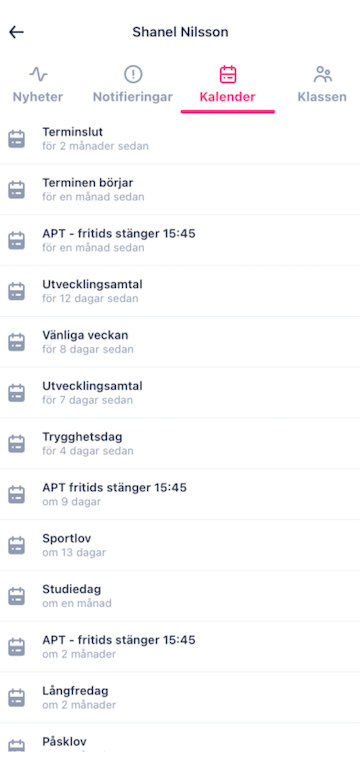 Shanel Nilsson
Nyheter
Notifieringar
Kalender
Klassen
Terminslut
för 2 månader sedan
Terminen börjar
för en månad sedan
APT - fritids stänger 15:45
för en månad sedan
Utvecklingsamtal
för 12 dagar sedan
Vänliga veckan
för 8 dagar sedan
Utvecklingsamtal
för 7 dagar sedan
Trygghetsdag
för 4 dagar sedan
APT fritids stänger 15:45
om 9 dagar
Sportlov
om 13 dagar
Studiedag
om en månad
APT - fritids stänger 15:45
om 2 månader
Långfredag
om 2 månader
Påsklov